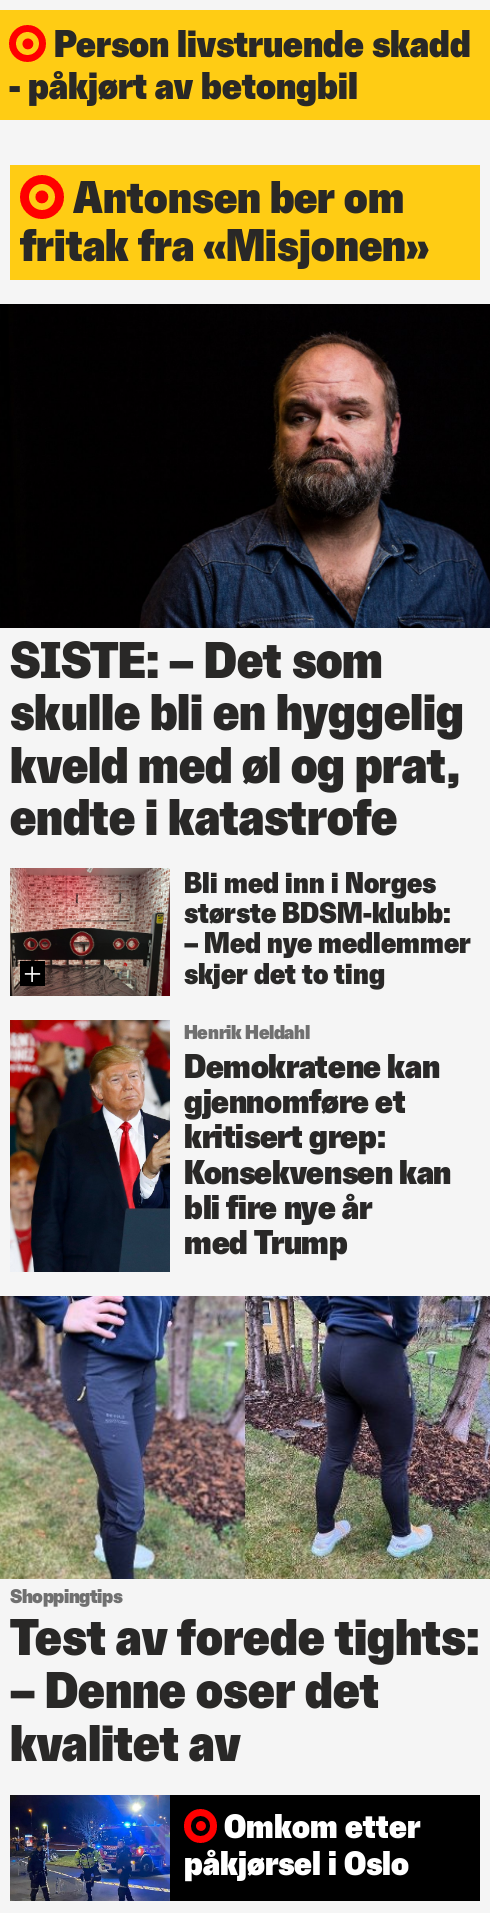 Person livstruende skadd
- påkjørt av betongbil
Antonsen ber om
fritak fra «Misjonen»
SISTE: – Det som
skulle bli en hyggelig
kveld med øl og prat,
endte i katastrofe
Bli med inn i Norges
største BDSM-klubb:
– Med nye medlemmer
skjer det to ting
Henrik Heldahl
Demokratene kan
gjennomføre et
kritisert grep:
Konsekvensen kan
bli fire nye år
med Trump
Shoppingtips
Test av forede tights:
– Denne oser det
kvalitet av
Omkom etter
påkjørsel i Oslo